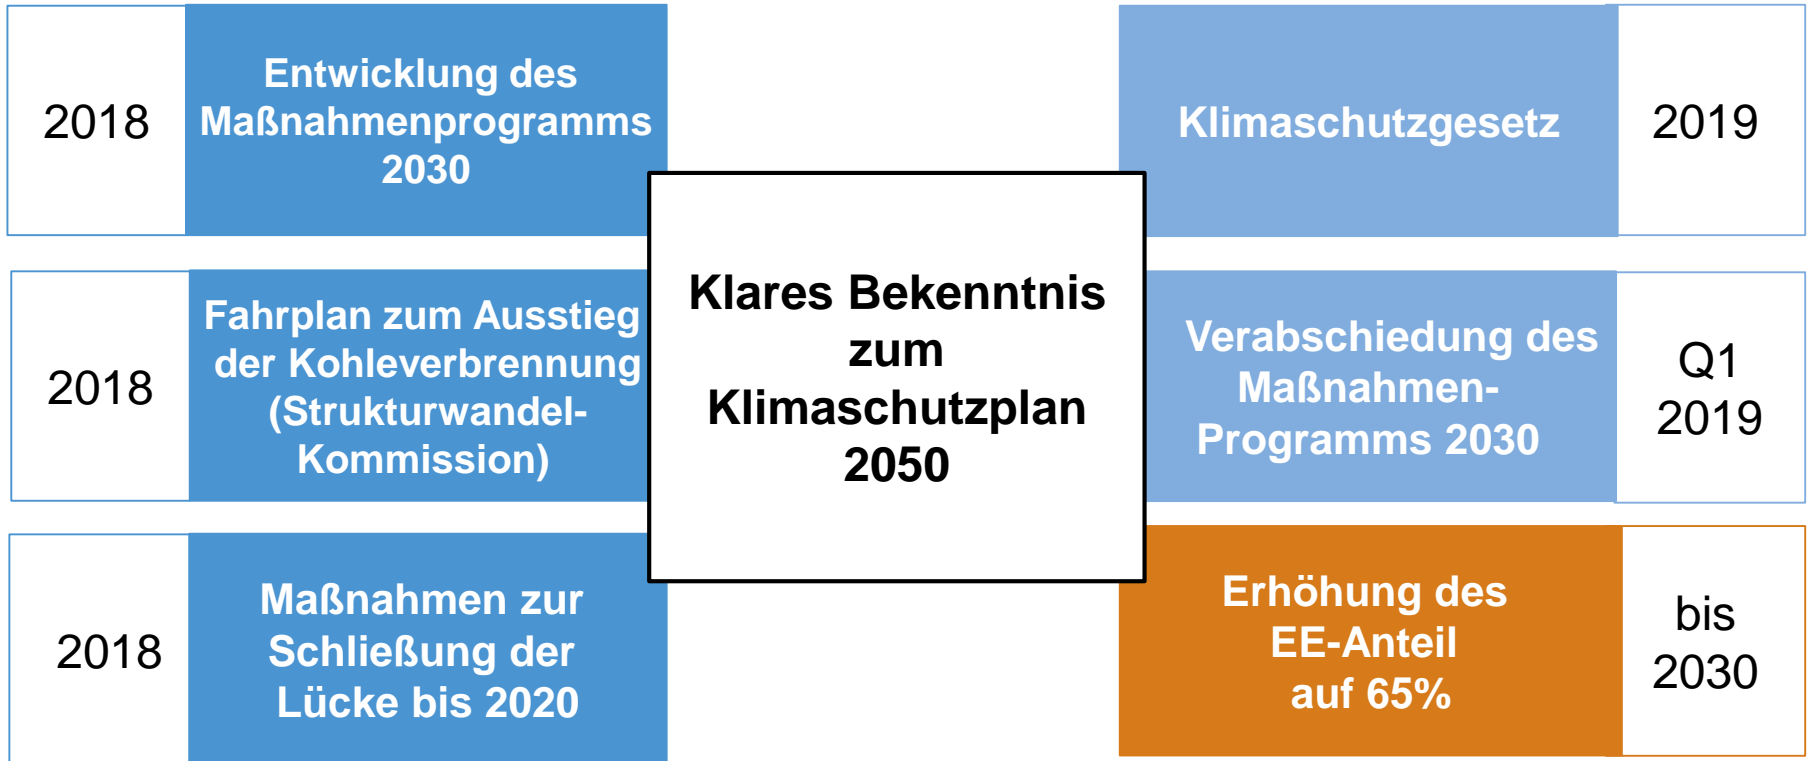 2018
Entwicklung des
Maßnahmenprogramms
2030
2018
Fahrplan zum Ausstieg
der Kohleverbrennung
(Strukturwandel-
Kommission)
2018
Maßnahmen zur
Schließung der
Lücke bis 2020
Klares Bekenntnis
zum
Klimaschutzplan
2050
Klimaschutzgesetz
2019
Verabschiedung des
Maßnahmen-
Programms 2030
Q1
2019
Erhöhung des
EE-Anteil
auf 65%
bis
2030